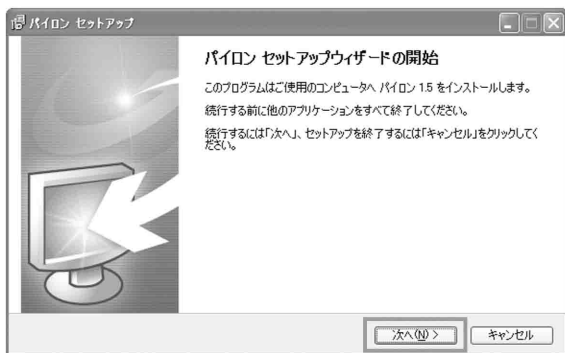 パイロン セットアップ
パイロン セットアップウィザードの開始
このプログラムはご使用のコンピュータへ パイロン 1.5 をインストールします。
続行する前に他のアプリケーションをすべて終了してください。
続行するには「次へ」、セットアップを終了するには「キャンセル」をクリックしてく
ださい。
次へ(N) >
キャンセル